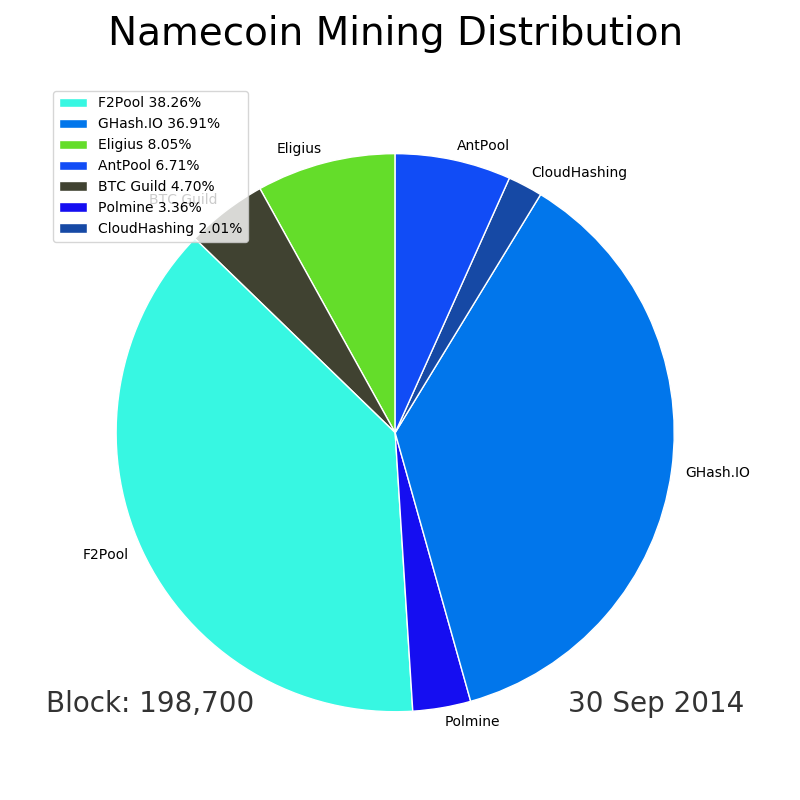 Namecoin Mining Distribution
F2Pool 38.26%
GHash.IO 36.91%
Eligius 8.05%
AntPool 6.71%
BTC Guild 4.70%
Polmine 3.36%
CloudHashing 2.01%
Eligius
AntPool
CloudHashing
BTC Guild
GHash.IO
F2Pool
Polmine
Block: 198,700
30 Sep 2014